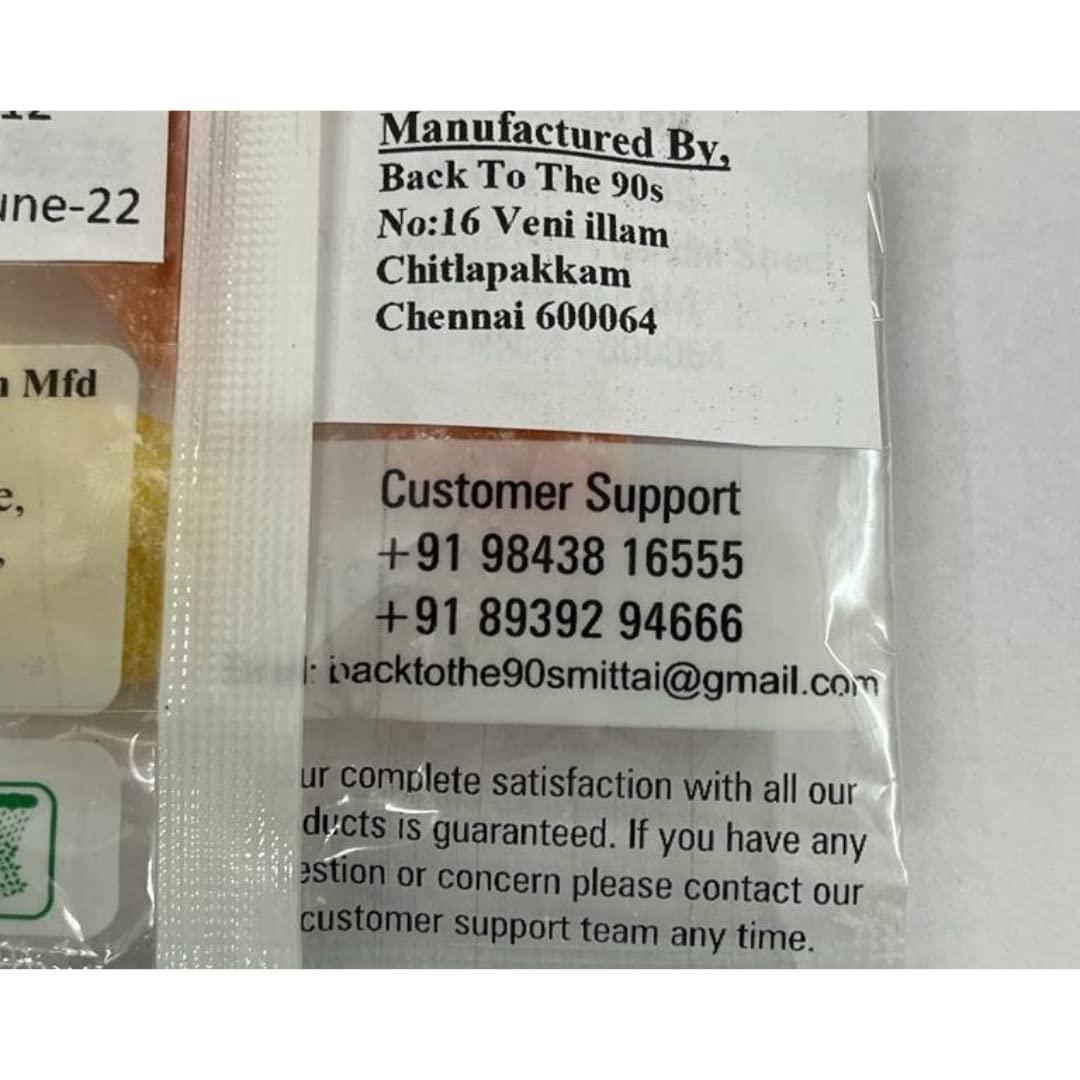 une-22
Mfd
e,
Manufactured By,
Back To The 90s
No:16 Veni illam
Chitlapakkam
Chennai 600064
Customer Support
+91 98438 16555
+91 89392 94666
backtothe90smittai@gmail.com
ur complete satisfaction with all our
ducts is guaranteed. If you have any
estion or concern please contact our
customer support team any time.